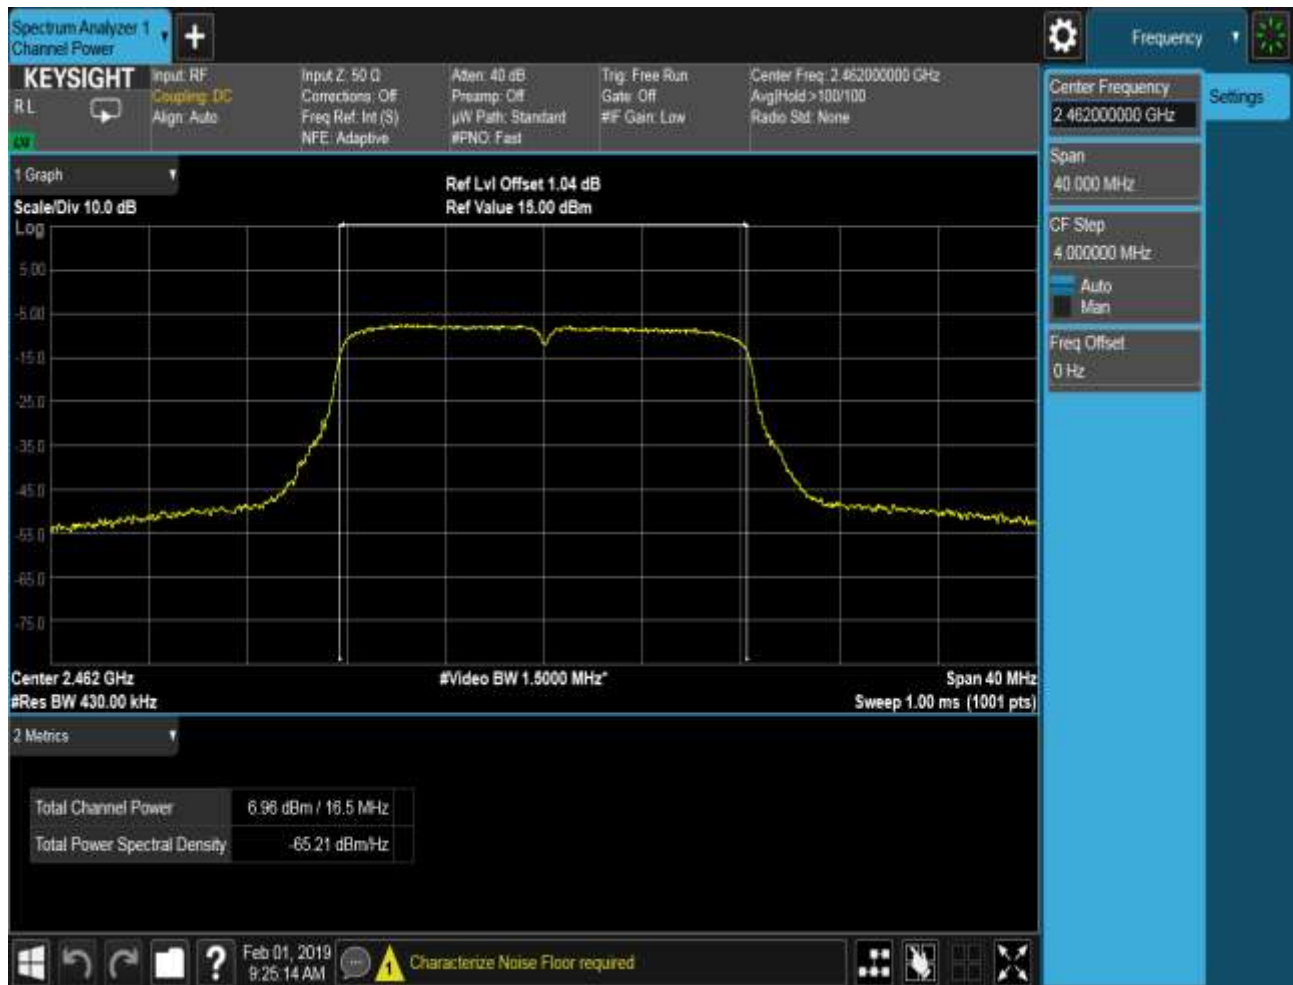 Spectrum Analyzer 1
Channel Power
Frequency
KEYSIGHT
R L
Input: RF
Coupling: DC
Align: Auto
Input Z: 50 Ω
Corrections: Off
Freq Ref: Int (S)
NFE: Adaptive
Atten: 40 dB
Preamp: Off
µW Path: Standard
#PNO: Fast
Trig: Free Run
Gate: Off
#IF Gain: Low
Center Freq: 2.462000000 GHz
Avg|Hold:>100/100
Radio Std: None
Center Frequency
2.462000000 GHz
Settings
Span
40.000 MHz
CF Step
4.000000 MHz
Auto
Man
Freq Offset
0 Hz
1 Graph
Scale/Div 10.0 dB
Ref Lvl Offset 1.04 dB
Ref Value 15.00 dBm
Log
5.00
-5.00
-15.0
-25.0
-35.0
-45.0
-55.0
-65.0
-75.0
Center 2.462 GHz
#Video BW 1.5000 MHz*
Span 40 MHz
#Res BW 430.00 kHz
Sweep 1.00 ms (1001 pts)
2 Metrics
Total Channel Power 6.96 dBm / 16.5 MHz
Total Power Spectral Density -65.21 dBm/Hz
?
Feb 01, 2019
9:25:14 AM
1
Characterize Noise Floor required